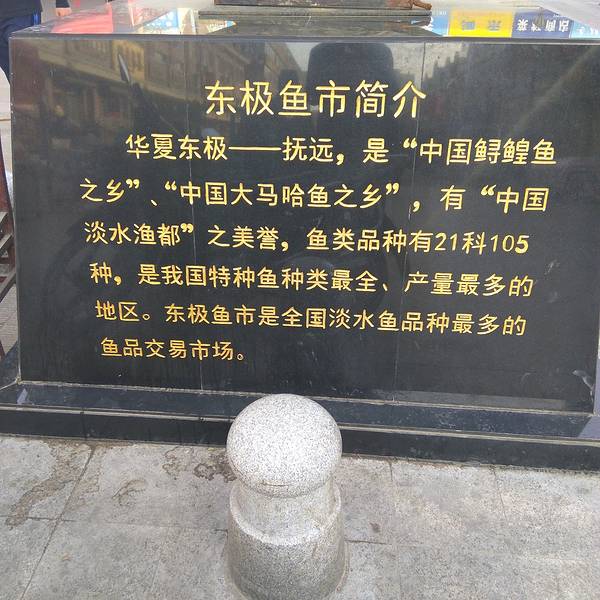 东极鱼市简介
华夏东极——抚远，是“中国鲟鳇鱼
之乡”、“中国大马哈鱼之乡”，有“中国
淡水渔都”之美誉，鱼类品种有21科105
种，是我国特种鱼种类最全、产量最多的
地区。东极鱼市是全国淡水鱼品种最多的
鱼品交易市场。